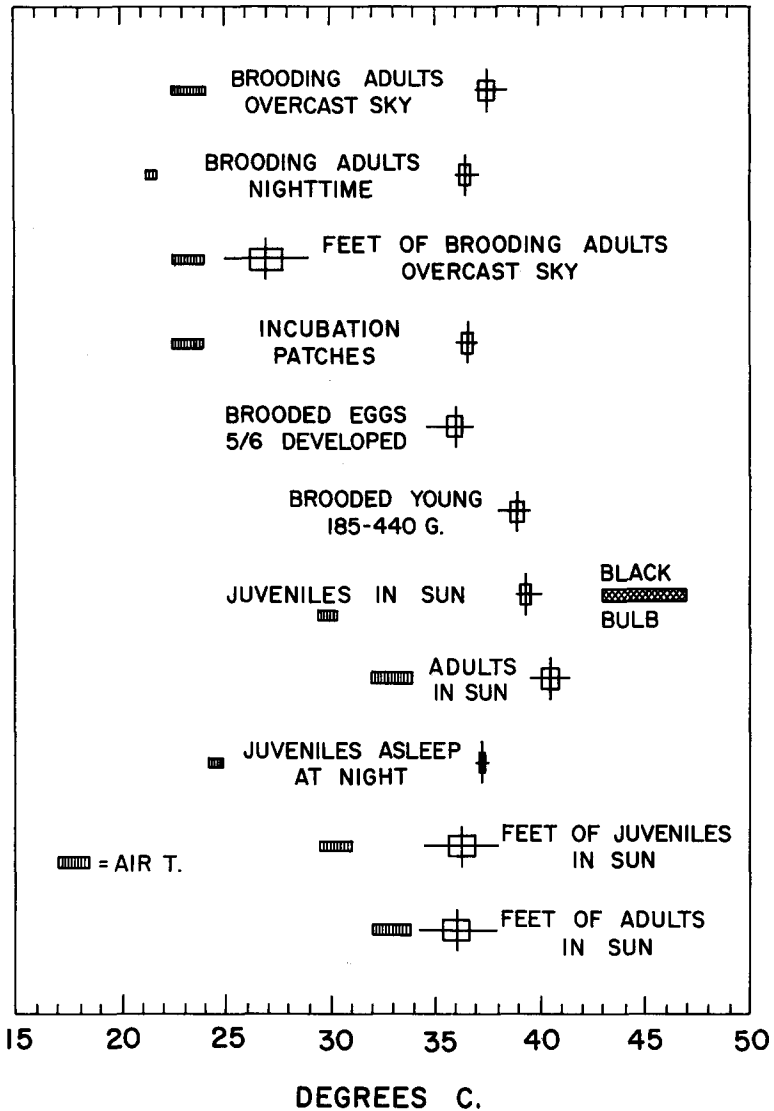 BROODING ADULTS
OVERCAST SKY
BROODING ADULTS
NIGHTTIME
FEET OF BROODING ADULTS
OVERCAST SKY
INCUBATION
PATCHES
BROODED EGGS
5/6 DEVELOPED
BROODED YOUNG
185-440 G.
BLACK
JUVENILES IN SUN
BULB
ADULTS
IN SUN
JUVENILES ASLEEP
AT NIGHT
FEET OF JUVENILES
IN SUN
= AIR T.
FEET OF ADULTS
IN SUN
15 20 25 30 35 40 45 50
DEGREES C.